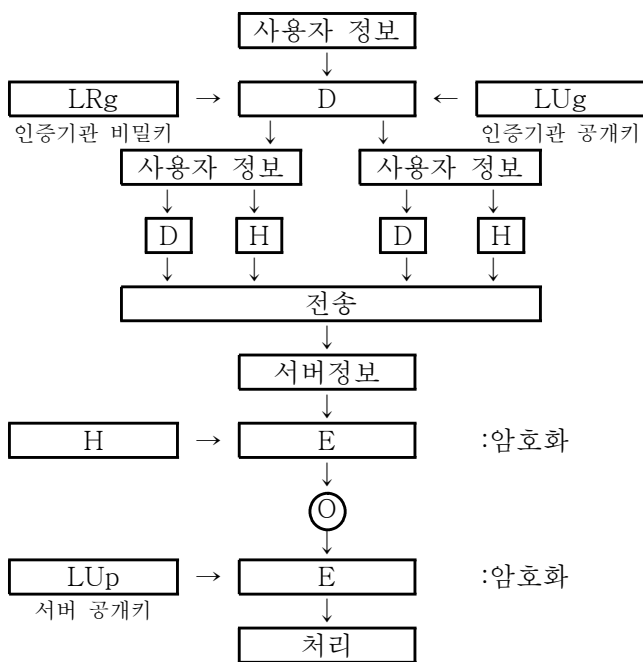 사용자 정보
LRg → D ← LUg
인증기관 비밀키 인증기관 공개키
사용자 정보 사용자 정보
D H D H
전송
서버정보
H → E :암호화
O
LUp → E :암호화
서버 공개키
처리